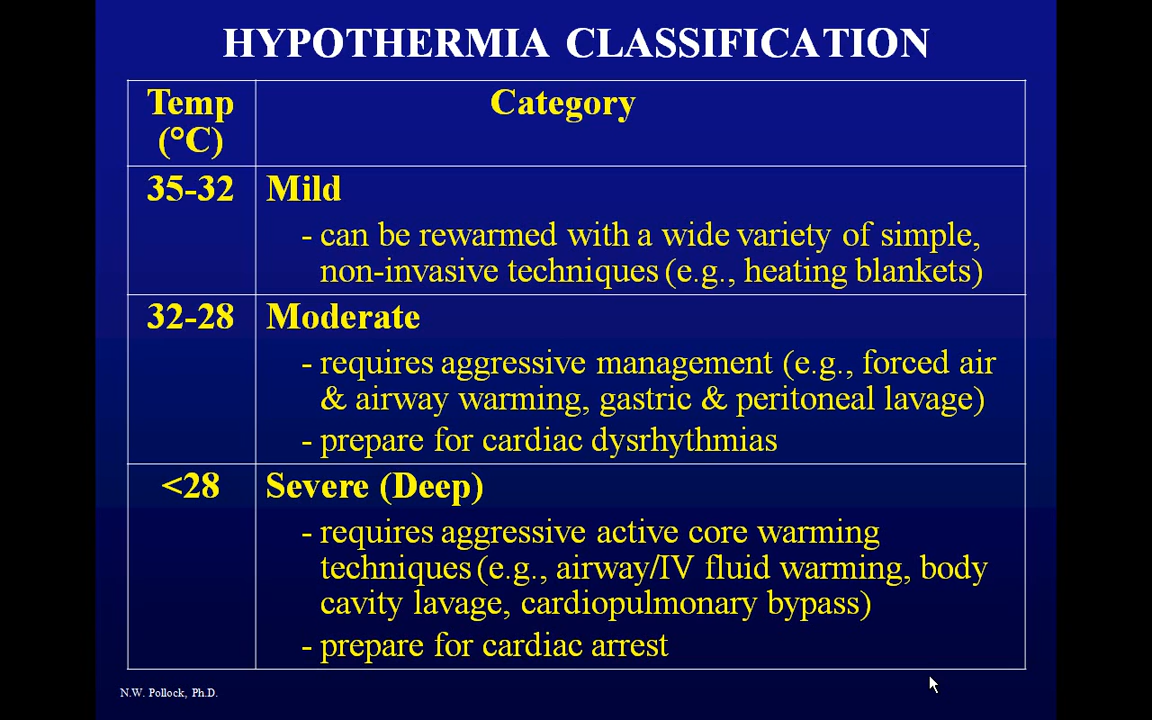 HYPOTHERMIA CLASSIFICATION
Temp
(°C)
Category
35-32
Mild
- can be rewarmed with a wide variety of simple,
non-invasive techniques (e.g., heating blankets)
32-28
Moderate
- requires aggressive management (e.g., forced air
& airway warming, gastric & peritoneal lavage)
- prepare for cardiac dysrhythmias
<28
Severe (Deep)
- requires aggressive active core warming
techniques (e.g., airway/IV fluid warming, body
cavity lavage, cardiopulmonary bypass)
- prepare for cardiac arrest
N.W. Pollock, Ph.D.